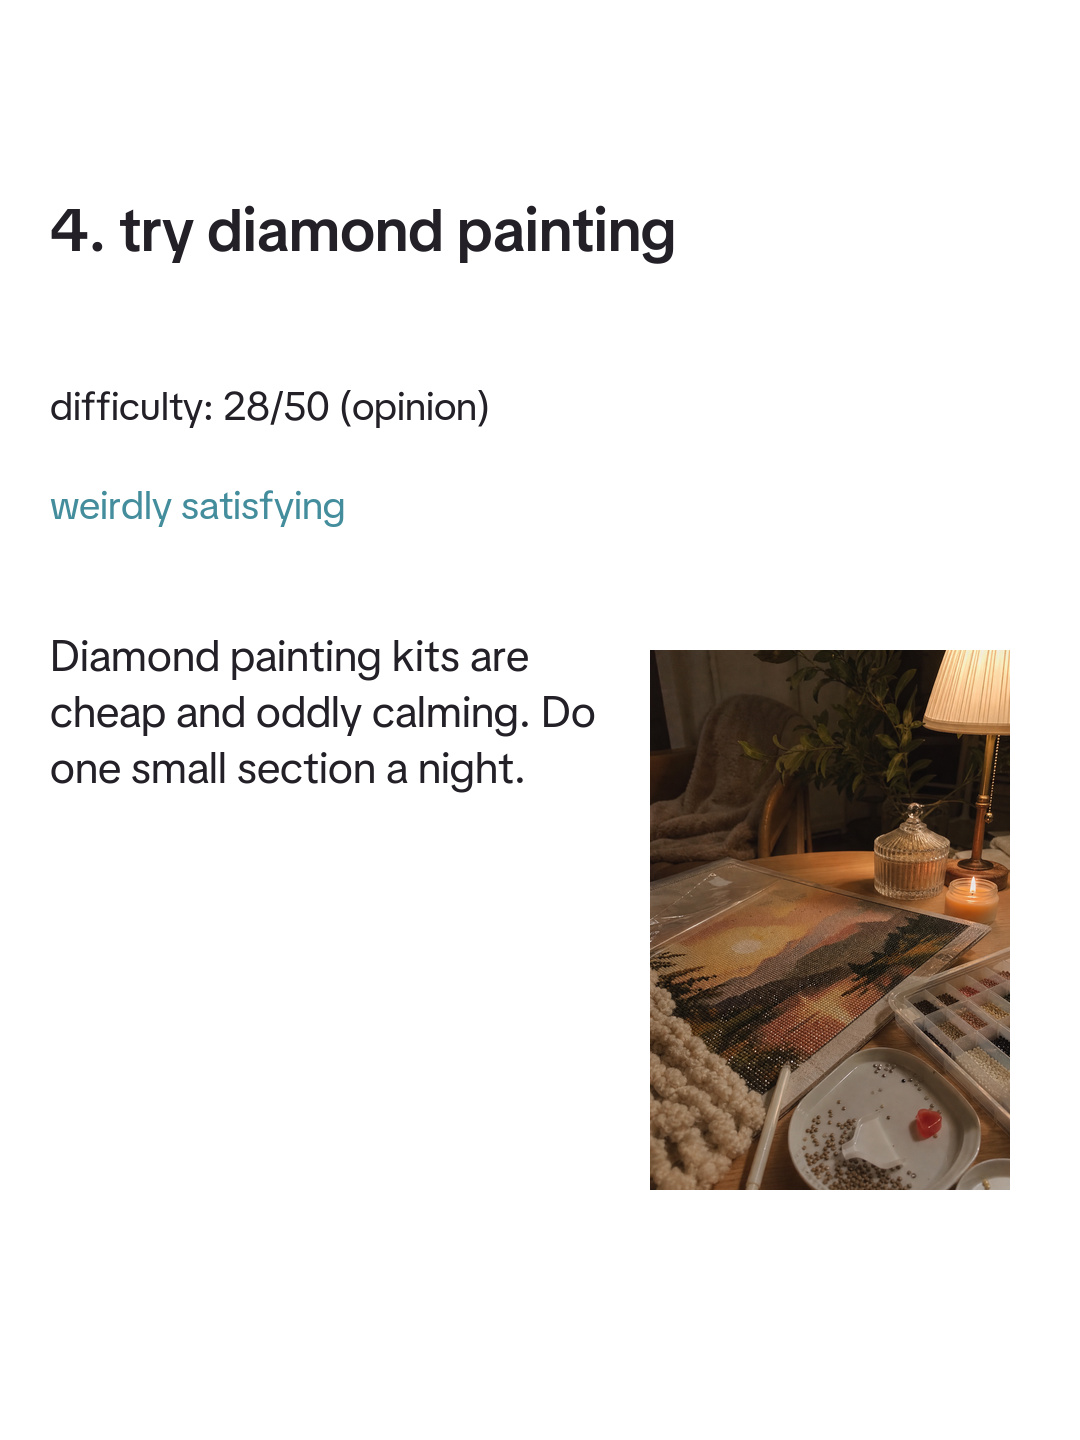 4. try diamond painting
difficulty: 28/50 (opinion)
weirdly satisfying
Diamond painting kits are
cheap and oddly calming. Do
one small section a night.